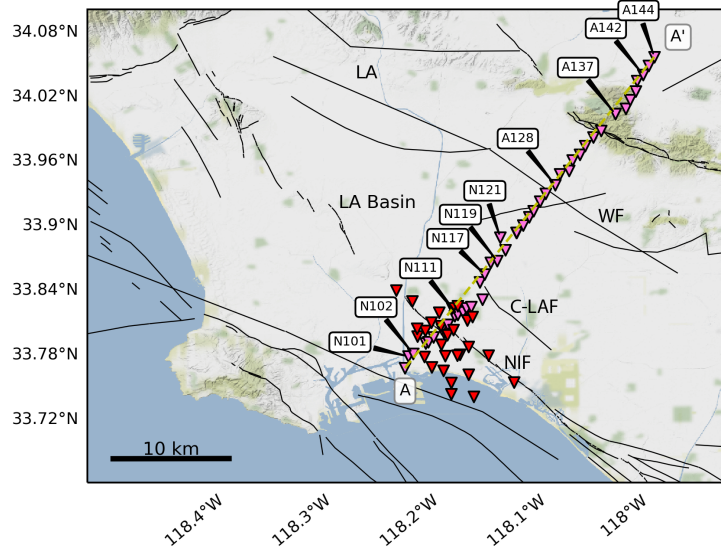 34.08°N
34.02°N
33.96°N
33.9°N
33.84°N
33.78°N
33.72°N
A144
A142
A'
A137
LA
A128
N121
LA Basin
N119
WF
N117
N111
C-LAF
N102
N101
NIF
A
10 km
118.4°W
118.3°W
118.2°W
118.1°W
118°W